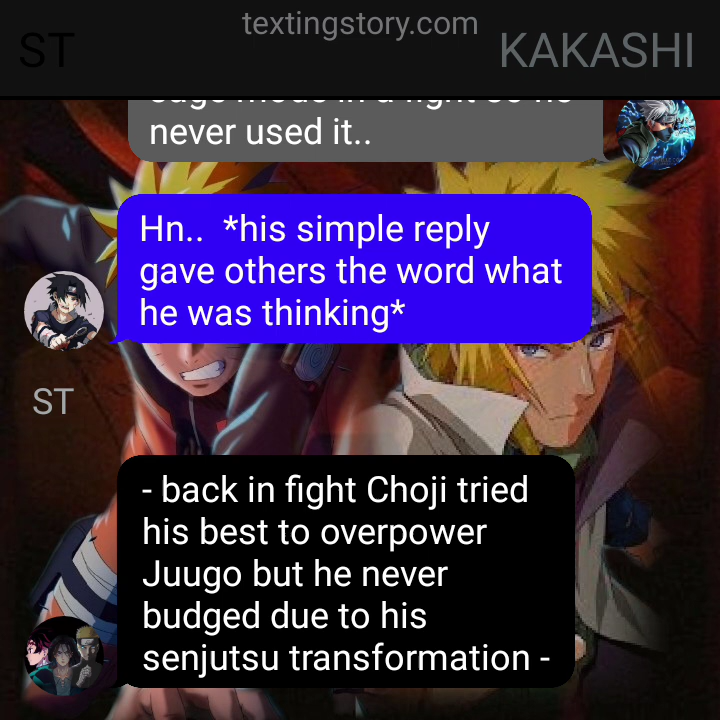 textingstory.com
ST
KAKASHI
never used it..
Hn..  *his simple reply
gave others the word what
he was thinking*
ST
- back in fight Choji tried
his best to overpower
Juugo but he never
budged due to his
senjutsu transformation -